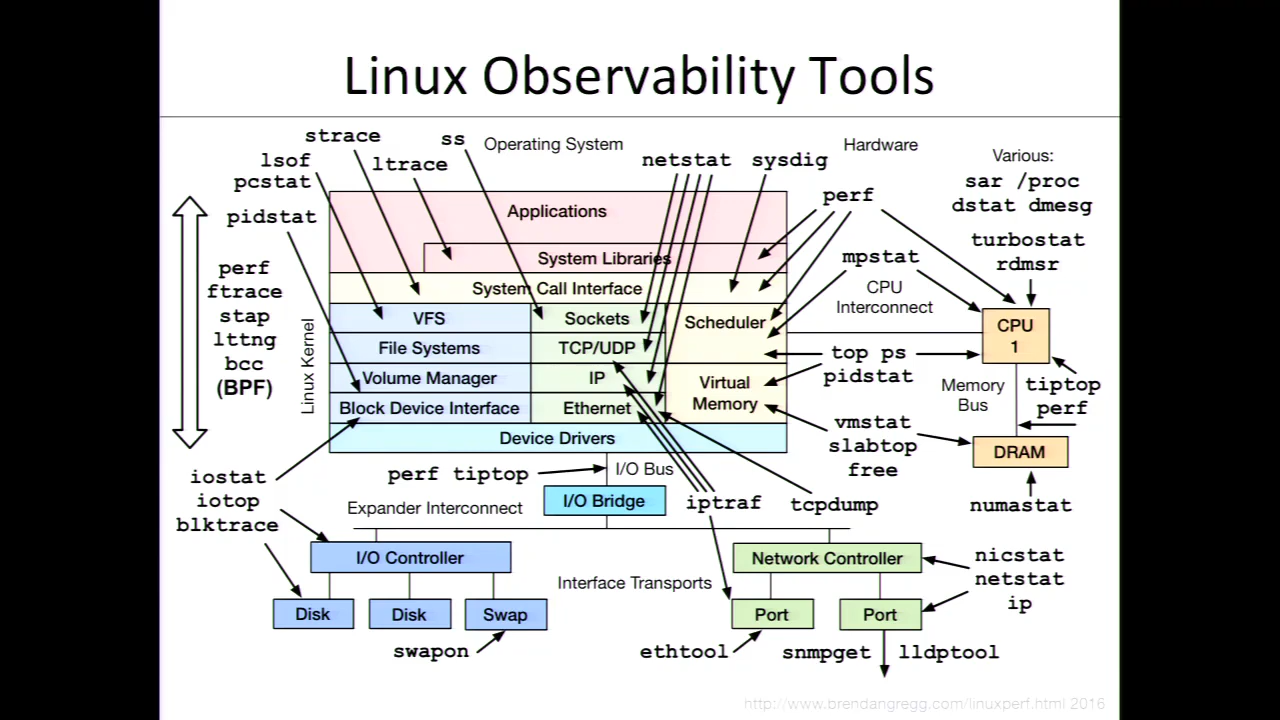 Linux Observability Tools
strace
ss
Operating System
Hardware
lsof
ltrace
netstat
sysdig
Various:
pcstat
sar /proc
dstat dmesg
pidstat
perf
Applications
turbostat
rdmsr
System Libraries
mpstat
perf
ftrace
stap
lttng
bcc
(BPF)
Linux Kernel
System Call Interface
CPU
Interconnect
VFS
Sockets
Scheduler
CPU
1
File Systems
TCP/UDP
top ps
pidstat
Volume Manager
IP
Virtual
Memory
Memory
Bus
tiptop
perf
Block Device Interface
Ethernet
vmstat
slabtop
free
Device Drivers
DRAM
iostat
iotop
blktrace
perf tiptop
I/O Bus
I/O Bridge
iptraf
tcpdump
numastat
Expander Interconnect
I/O Controller
Network Controller
nicstat
netstat
ip
Interface Transports
Disk
Disk
Swap
Port
Port
swapon
ethtool
snmpget
lldptool
http://www.brendangregg.com/linuxperf.html 2016